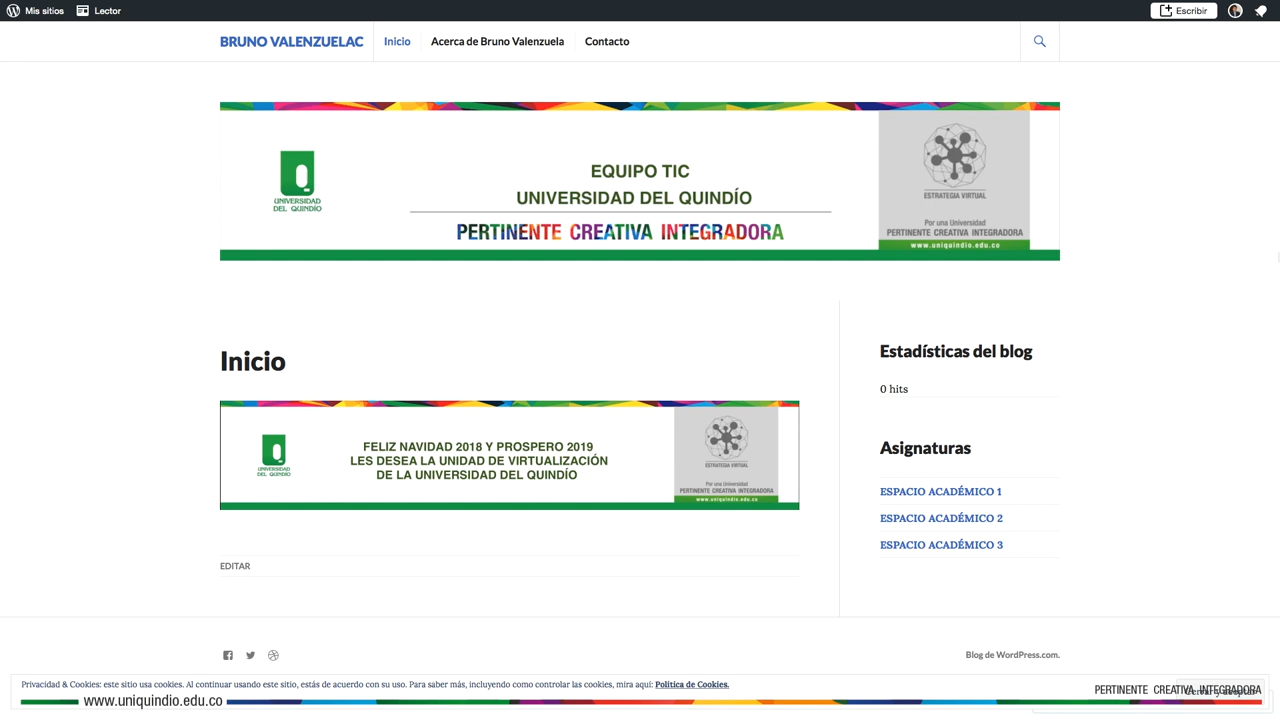 Mis sitios
Lector
Escribir
BRUNO VALENZUELAC
Inicio
Acerca de Bruno Valenzuela
Contacto
UNIVERSIDAD
DEL QUINDÍO
EQUIPO TIC
UNIVERSIDAD DEL QUINDÍO
PERTINENTE CREATIVA INTEGRADORA
ESTRATEGIA VIRTUAL
Por una Universidad
PERTINENTE CREATIVA INTEGRADORA
www.uniquindio.edu.co
Inicio
UNIVERSIDAD
DEL QUINDÍO
FELIZ NAVIDAD 2018 Y PROSPERO 2019
LES DESEA LA UNIDAD DE VIRTUALIZACIÓN
DE LA UNIVERSIDAD DEL QUINDÍO
ESTRATEGIA VIRTUAL
Por una Universidad
PERTINENTE CREATIVA INTEGRADORA
www.uniquindio.edu.co
EDITAR
Estadísticas del blog
0 hits
Asignaturas
ESPACIO ACADÉMICO 1
ESPACIO ACADÉMICO 2
ESPACIO ACADÉMICO 3
Blog de WordPress.com.
Privacidad & Cookies: este sitio usa cookies. Al continuar usando este sitio, estás de acuerdo con su uso. Para saber más, incluyendo como controlar las cookies, mira aquí: Política de Cookies.
www.uniquindio.edu.co
PERTINENTE CREATIVA INTEGRADORA